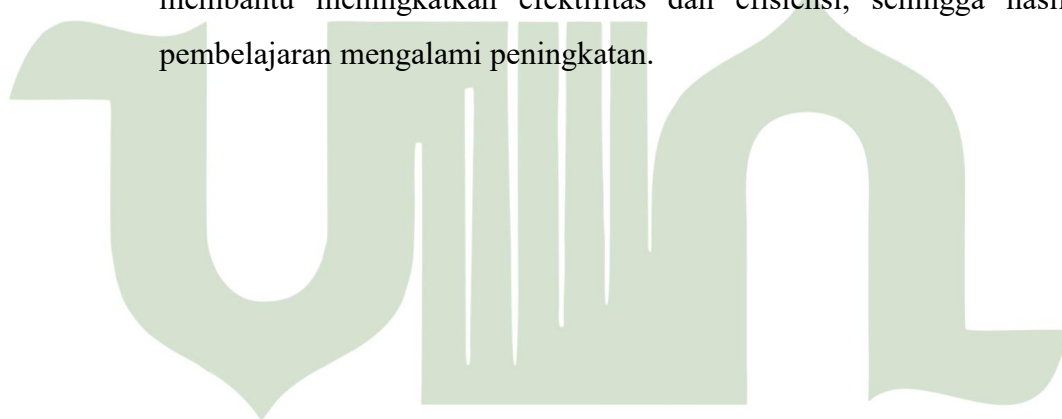 membantu meningkatkan efektifitas dan efisiensi, sehingga hasil
pembelajaran mengalami peningkatan.